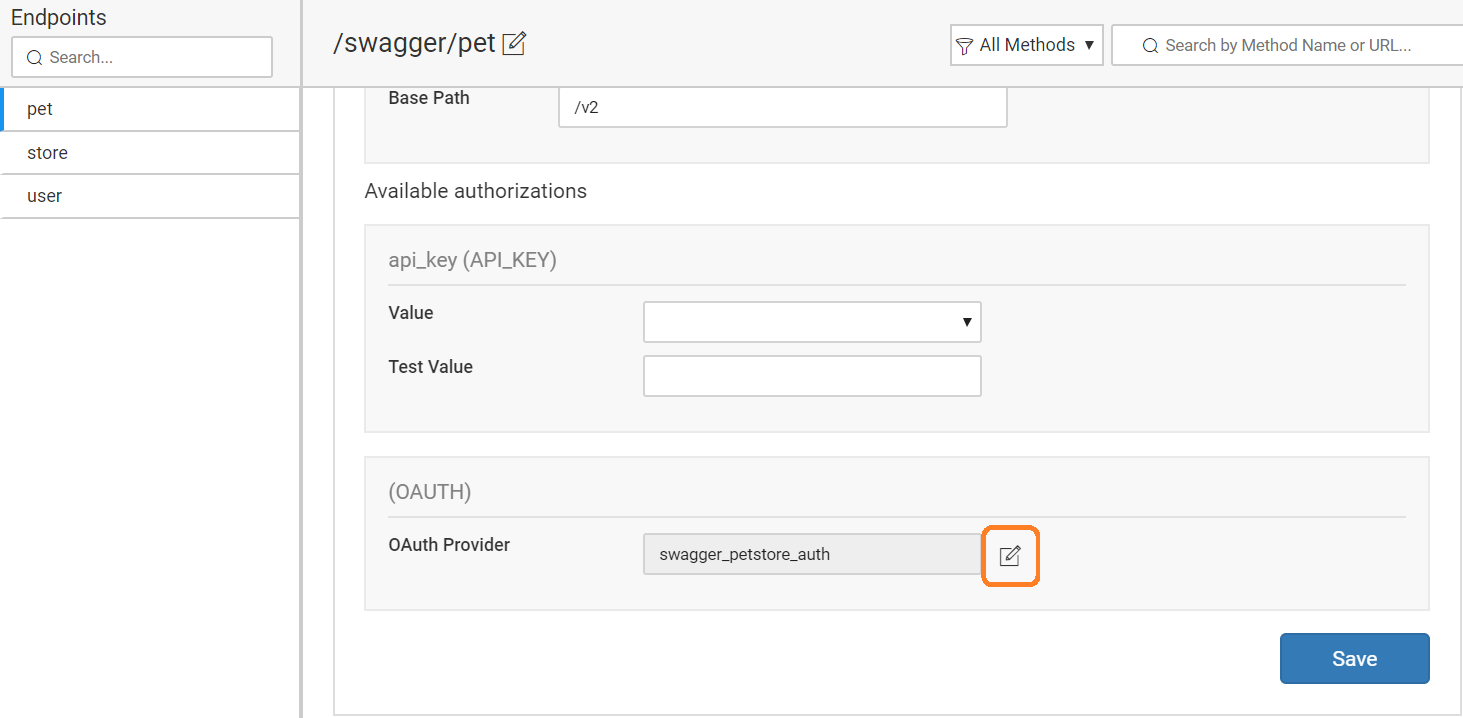 Endpoints
Search...
pet
store
user
/swagger/pet
All Methods ▼
Search by Method Name or URL...
Base Path
/v2
Available authorizations
api_key (API_KEY)
Value
Test Value
(OAUTH)
OAuth Provider
swagger_petstore_auth
Save